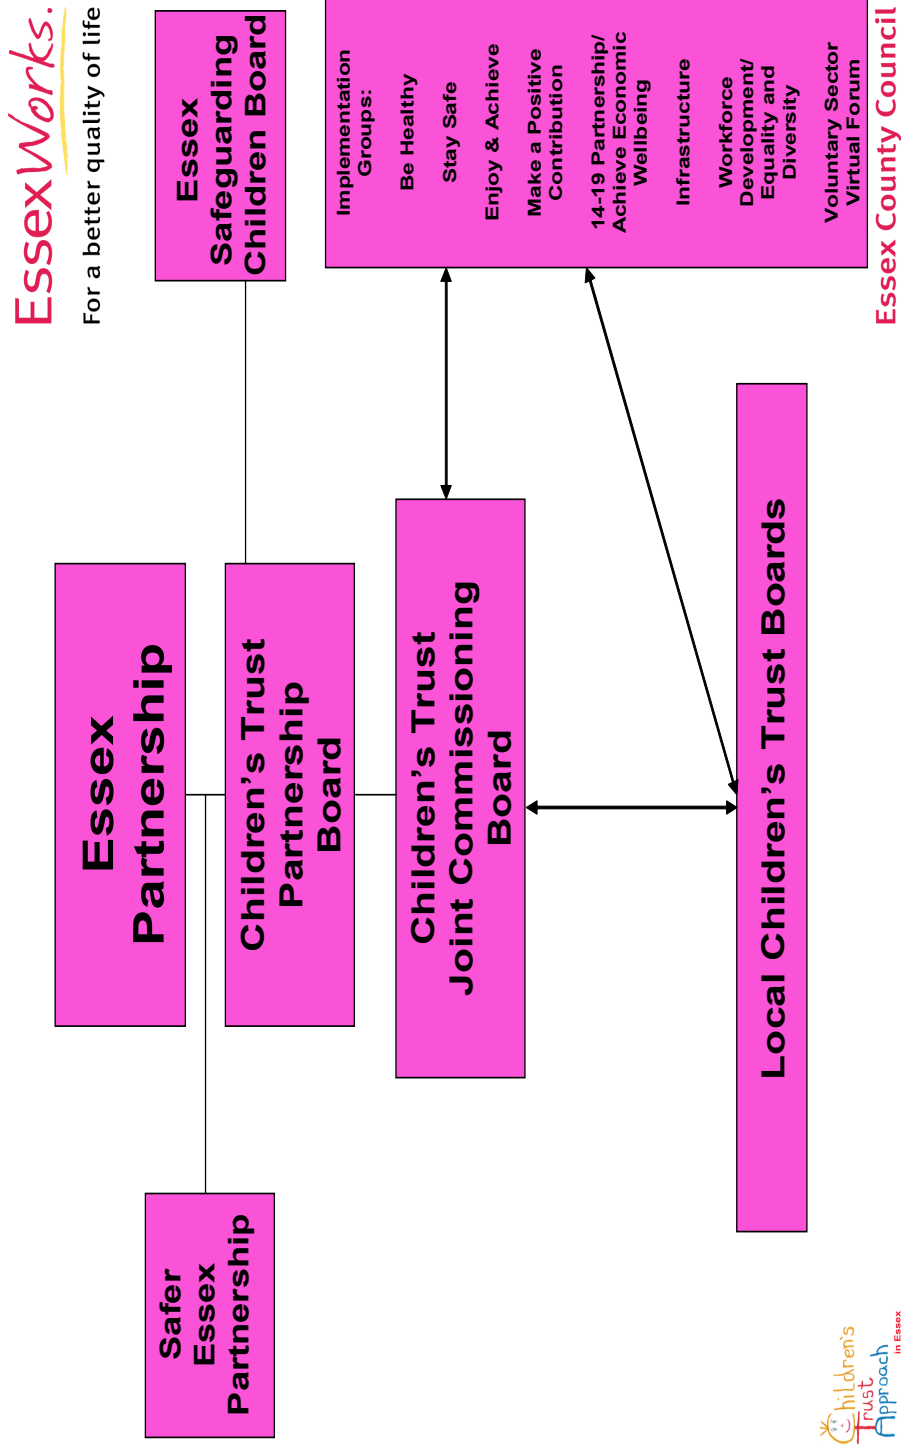 EssexWorks.
For a better quality of life
Essex
Partnership
Safer
Essex
Partnership
Essex
Safeguarding
Children Board
Children’s Trust
Partnership
Board
Children’s Trust
Joint Commissioning
Board
Implementation
Groups:
Be Healthy
Stay Safe
Enjoy & Achieve
Make a Positive
Contribution
14-19 Partnership/
Achieve Economic
Wellbeing
Infrastructure
Workforce
Development/
Equality and
Diversity
Voluntary Sector
Virtual Forum
Local Children’s Trust Boards
Children's
Trust
Approach
in Essex
Essex County Council